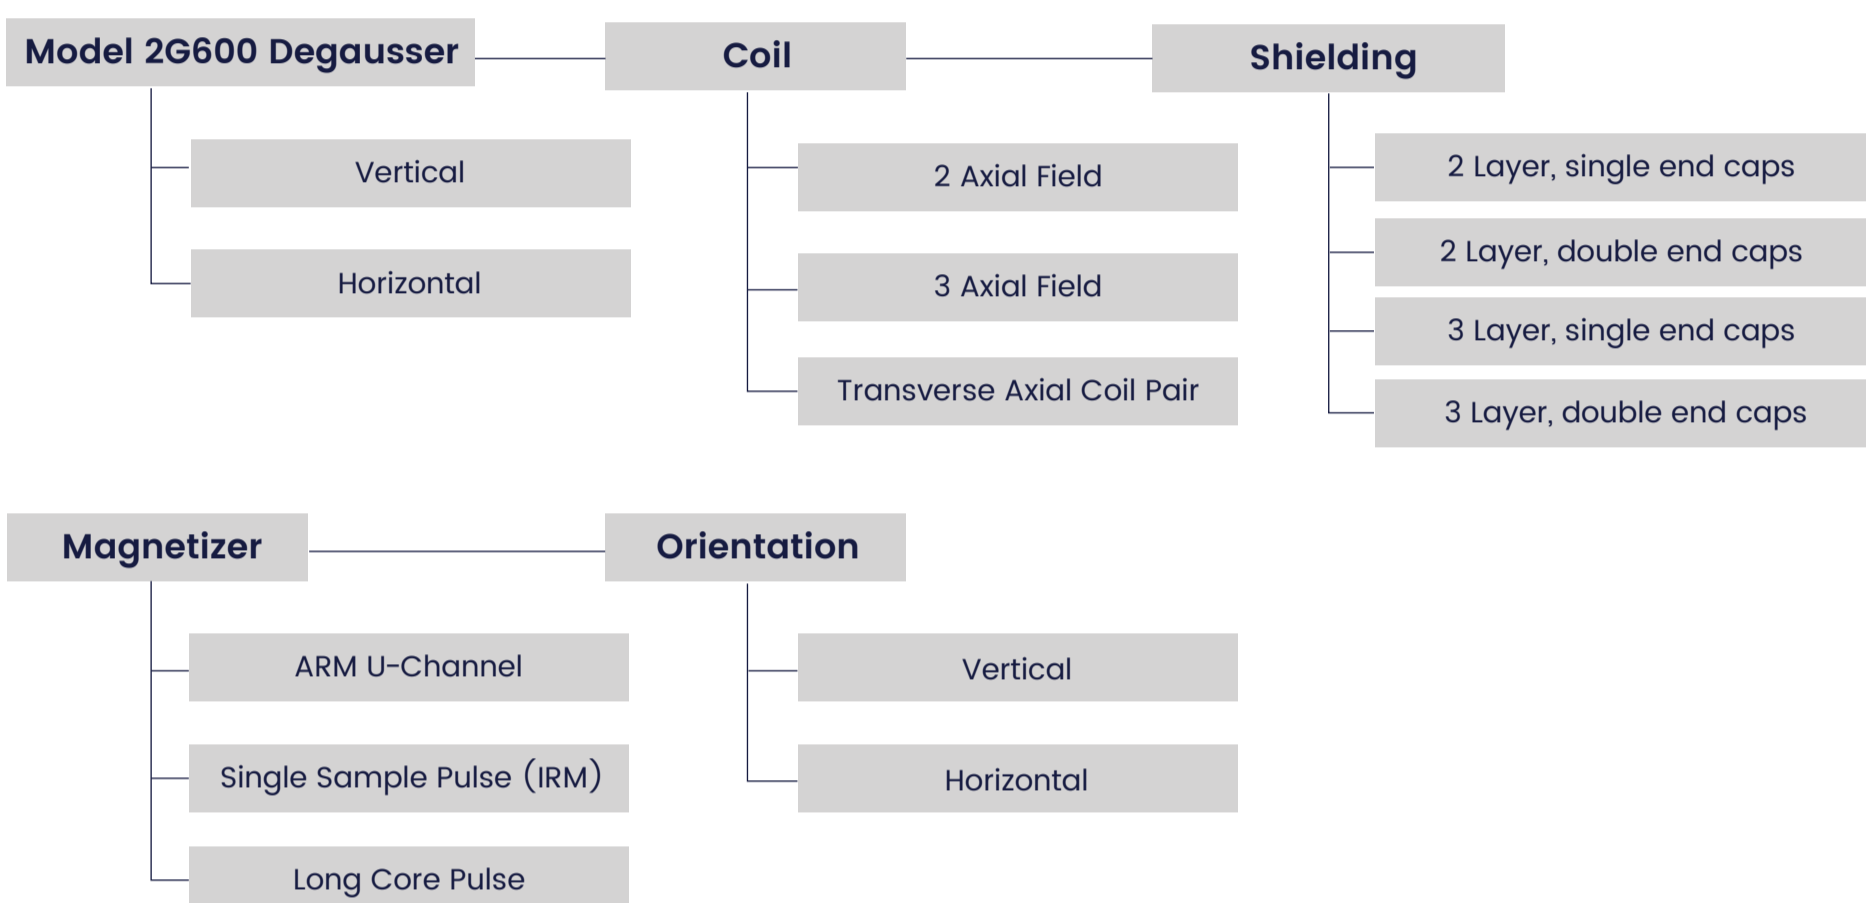 Model 2G600 Degausser
Vertical
Horizontal
Coil
2 Axial Field
3 Axial Field
Transverse Axial Coil Pair
Shielding
2 Layer, single end caps
2 Layer, double end caps
3 Layer, single end caps
3 Layer, double end caps
Magnetizer
ARM U-Channel
Single Sample Pulse (IRM)
Long Core Pulse
Orientation
Vertical
Horizontal